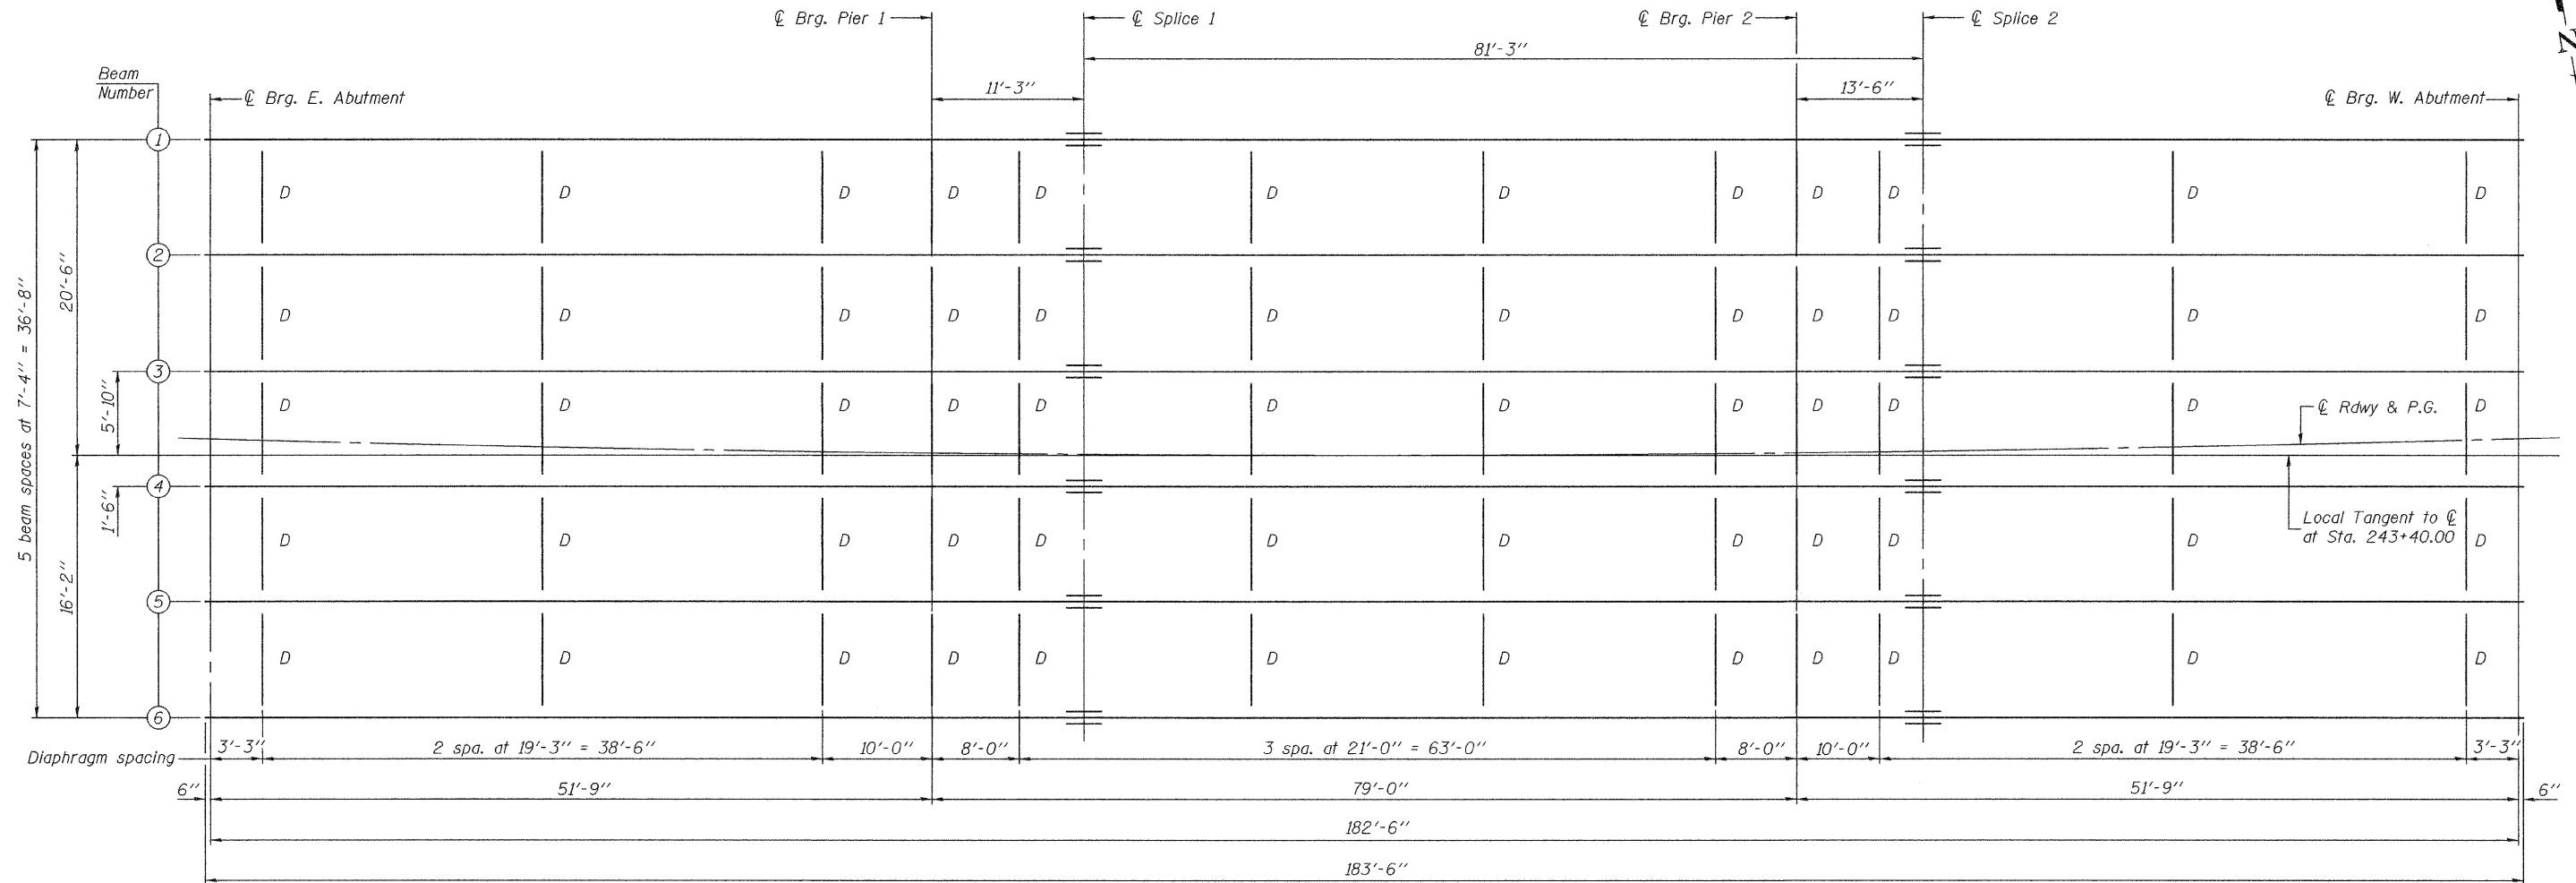 ℄ Brg. Pier 1
℄ Splice 1
℄ Brg. Pier 2
℄ Splice 2
N
81'-3"
Beam
Number
℄ Brg. E. Abutment
11'-3"
13'-6"
℄ Brg. W. Abutment
1
D D D D D D D D D D D D
2
D D D D D D D D D D D D
3
D D D D D D D D D D D D
℄ Rdwy & P.G.
4
Local Tangent to ℄
at Sta. 243+40.00
D D D D D D D D D D D D
5
D D D D D D D D D D D D
6
5 beam spaces at 7'-4" = 36'-8"
20'-6"
16'-2"
5'-10"
1'-6"
Diaphragm spacing
3'-3" 2 spa. at 19'-3" = 38'-6" 10'-0" 8'-0" 3 spa. at 21'-0" = 63'-0" 8'-0" 10'-0" 2 spa. at 19'-3" = 38'-6" 3'-3"
6" 51'-9" 79'-0" 51'-9" 6"
182'-6"
183'-6"